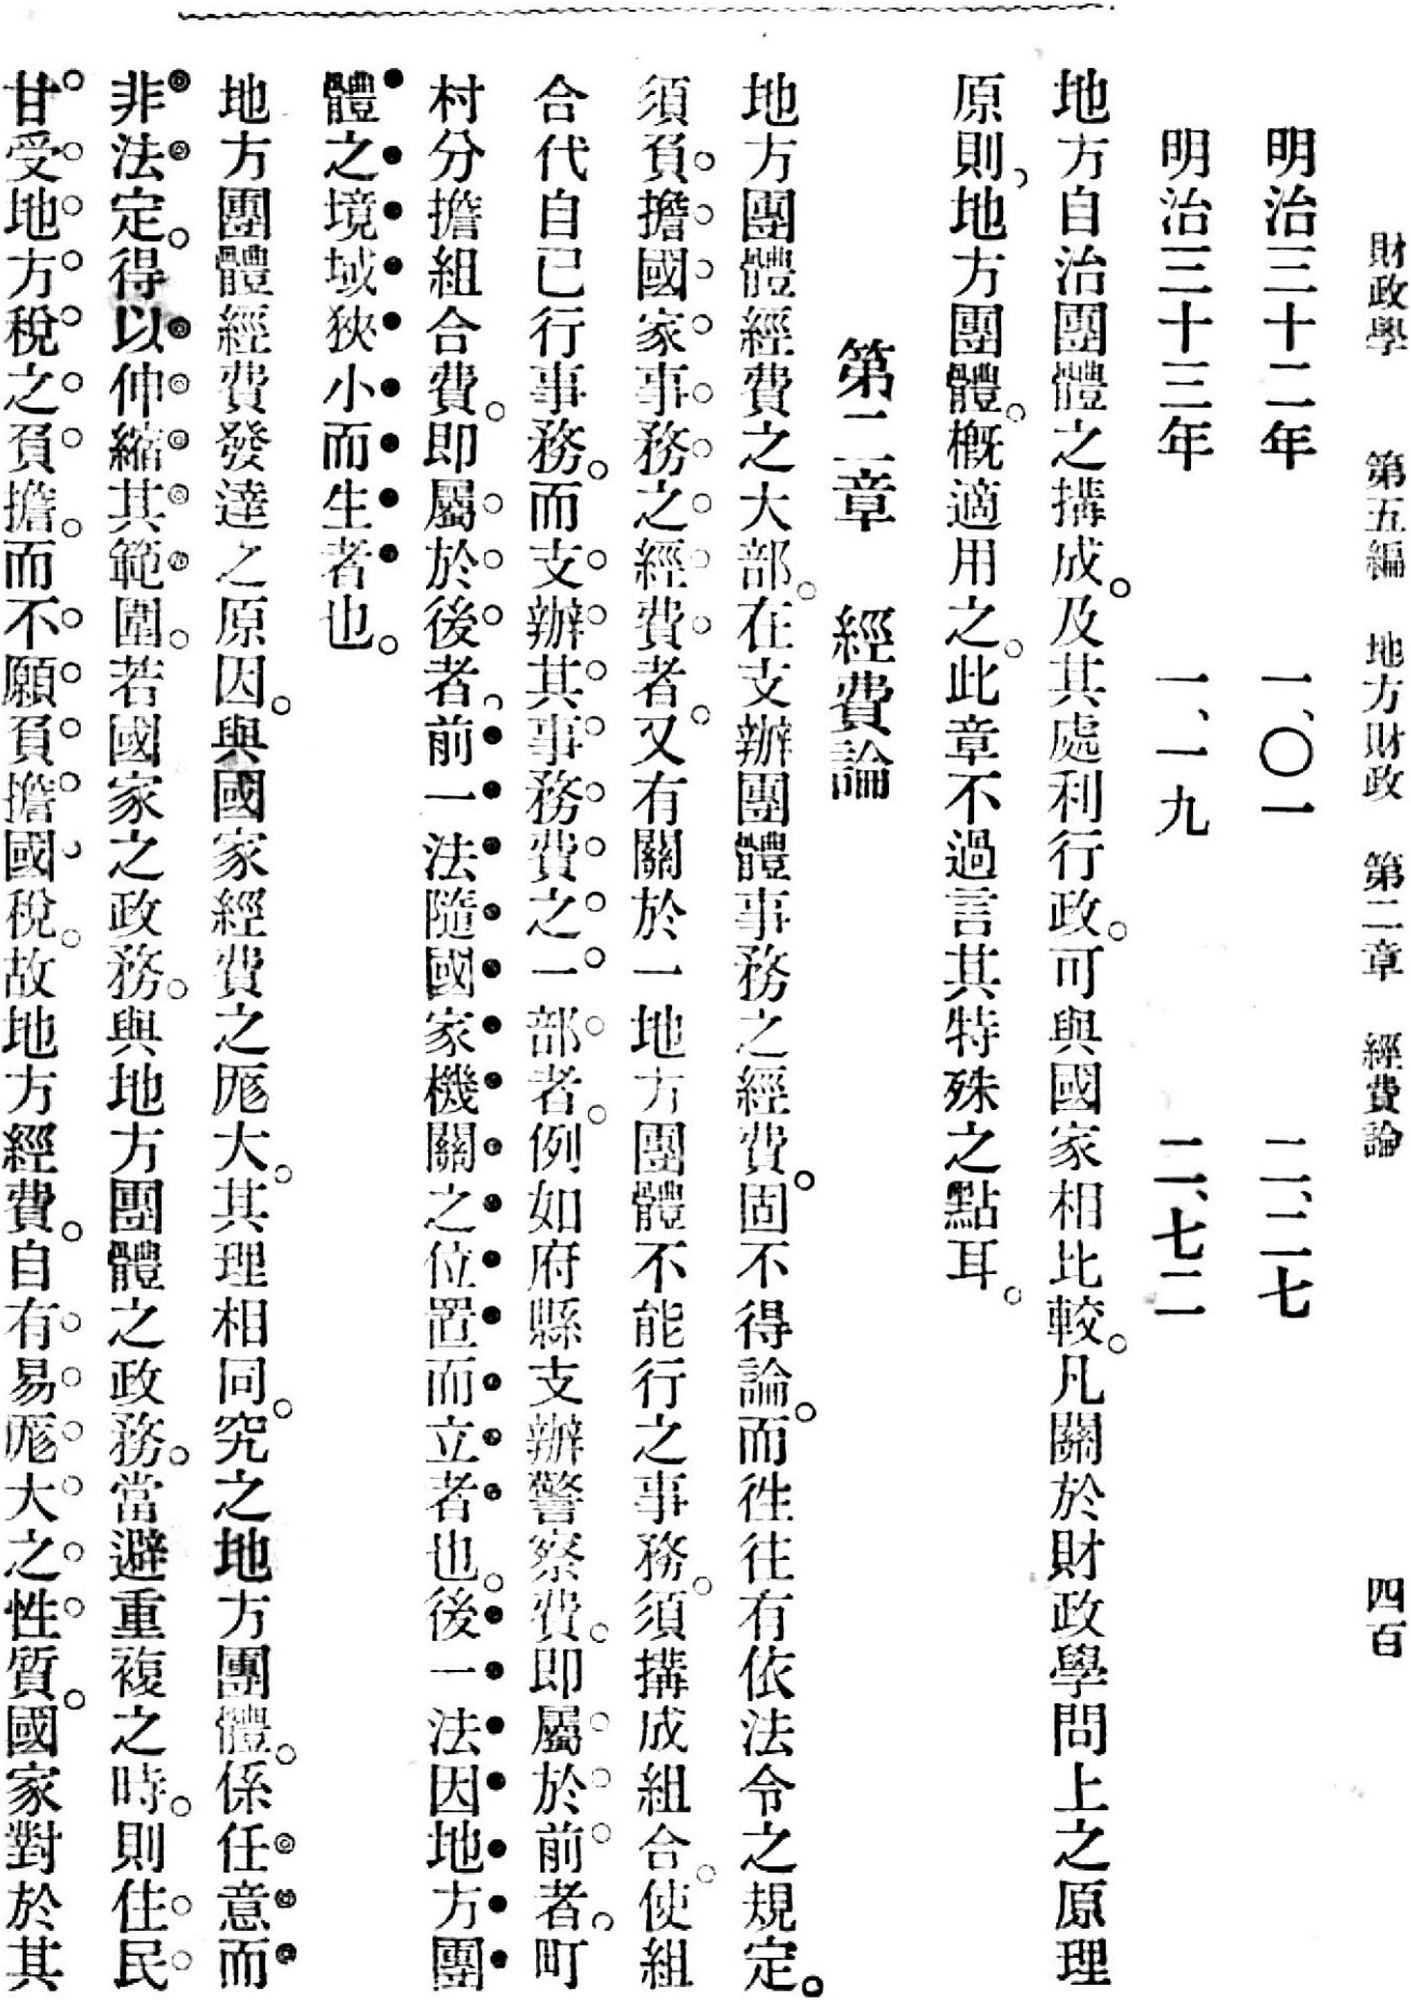 財政學　第五編　地方財政　第二章　經費論　四百
明治三十二年　一、〇一　二、二七
明治三十三年　一、一九　二、七二
地方自治團體之搆成。及其處利行政。可與國家相比較。凡關於財政學問上之原理
原則、地方團體。槪適用之。此章不過言其特殊之點耳。
第二章　經費論
地方團體經費之大部。在支辦團體事務之經費。固不得論。而徃往有依法令之規定。
須負擔國家事務之經費者。又有關於一地方團體不能行之事務。須搆成組合。使組
合代自已行事務。而支辦其事務費之一部者。例如府縣支辦警察費。即屬於前者。町
村分擔組合費。即屬於後者。前一法隨國家機關之位置而立者也。後一法因地方團
體之境域狹小而生者也。
地方團體經費發達之原因。與國家經費之厖大。其理相同。究之地方團體。係任意而
非法定。得以伸縮其範圍。若國家之政務。與地方團體之政務。當避重複之時。則住民
甘受地方稅之負擔。而不願負擔國稅。故地方經費。自有易厖大之性質。國家對於其